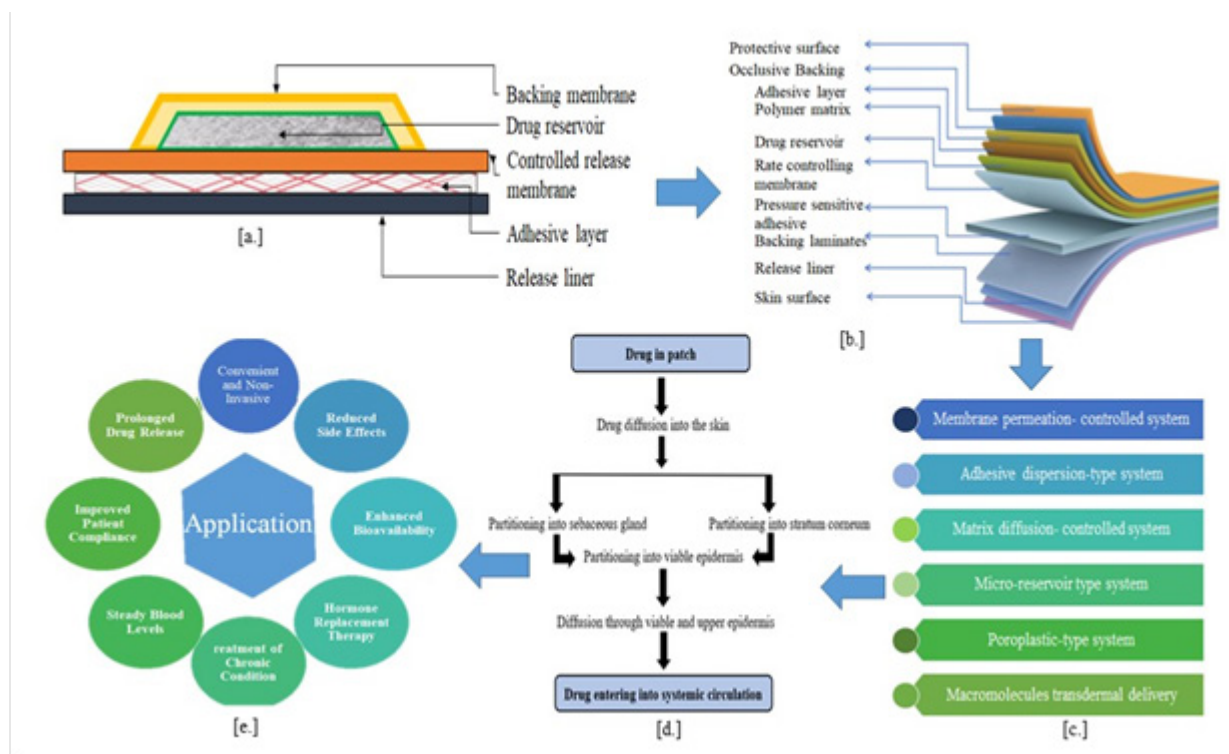 Backing membrane
Drug reservoir
Controlled release
membrane
Adhesive layer
Release liner
[a.]
Protective surface
Occlusive Backing
Adhesive layer
Polymer matrix
Drug reservoir
Rate controlling
membrane
Pressure sensitive
adhesive
Backing laminates
Release liner
Skin surface
[b.]
Membrane permeation- controlled system
Adhesive dispersion-type system
Matrix diffusion- controlled system
Micro-reservoir type system
Poroplastic-type system
Macromolecules transdermal delivery
[c.]
Drug in patch
Drug diffusion into the skin
Partitioning into sebaceous gland
Partitioning into stratum corneum
Partitioning into viable epidermis
Diffusion through viable and upper epidermis
Drug entering into systemic circulation
[d.]
Application
Convenient
and Non-
Invasive
Reduced
Side Effects
Enhanced
Bioavailability
Hormone
Replacement
Therapy
reatment of
Chronic
Condition
Steady Blood
Levels
Improved
Patient
Compliance
Prolonged
Drug Release
[e.]